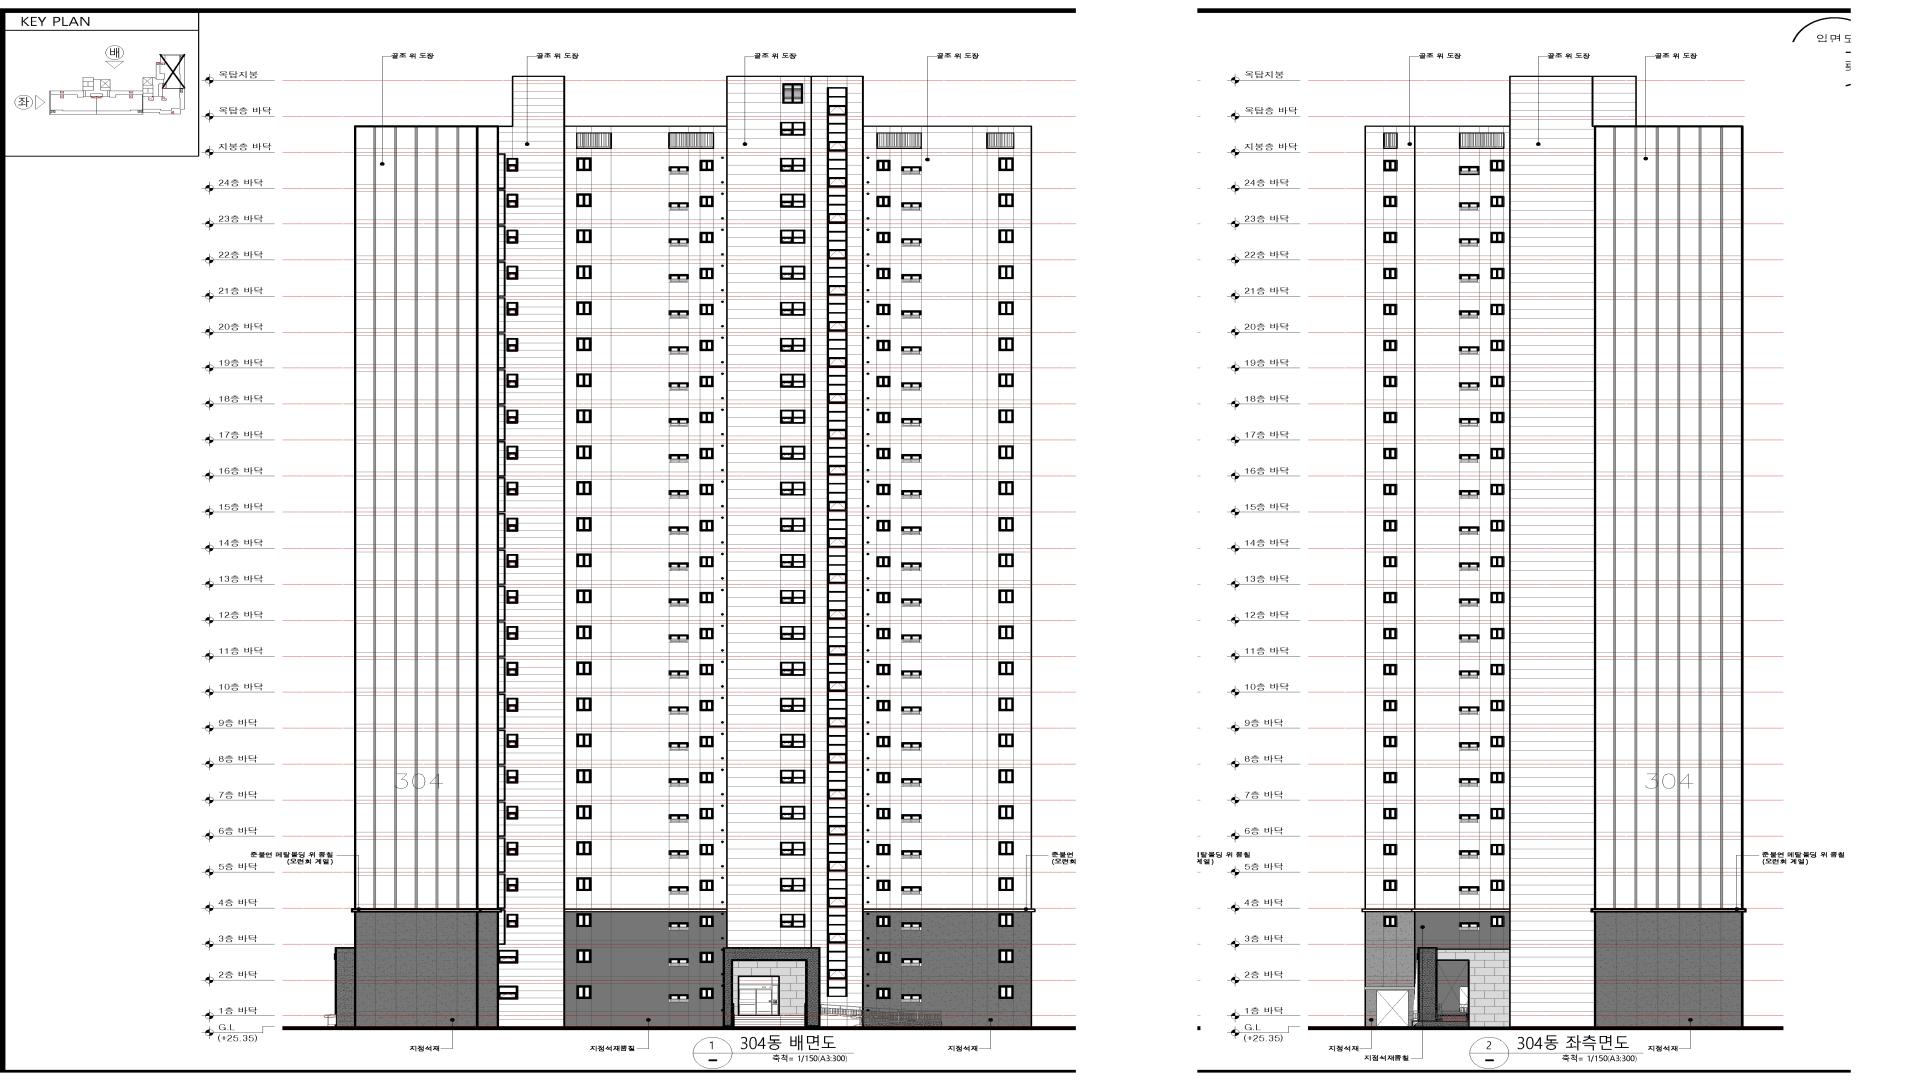 KEY PLAN
배
좌
골조 위 도장
골조 위 도장
골조 위 도장
골조 위 도장
옥탑지붕
옥탑층 바닥
지붕층 바닥
24층 바닥
23층 바닥
22층 바닥
21층 바닥
20층 바닥
19층 바닥
18층 바닥
17층 바닥
16층 바닥
15층 바닥
14층 바닥
13층 바닥
12층 바닥
11층 바닥
10층 바닥
9층 바닥
8층 바닥
7층 바닥
6층 바닥
5층 바닥
4층 바닥
3층 바닥
2층 바닥
1층 바닥
G.L
(+25.35)
304
준불연 메탈몰딩 위 뿜칠
준불연
지정석재
지정석재뿜칠
지정석재
1
304동 배면도
축척= 1/150(A3:300)
입면도
골조 위 도장
골조 위 도장
골조 위 도장
옥탑지붕
옥탑층 바닥
지붕층 바닥
24층 바닥
23층 바닥
22층 바닥
21층 바닥
20층 바닥
19층 바닥
18층 바닥
17층 바닥
16층 바닥
15층 바닥
14층 바닥
13층 바닥
12층 바닥
11층 바닥
10층 바닥
9층 바닥
8층 바닥
7층 바닥
6층 바닥
5층 바닥
4층 바닥
3층 바닥
2층 바닥
1층 바닥
G.L
(+25.35)
304
메탈몰딩 위 뿜칠
계열)
준불연 메탈몰딩 위 뿜칠
지정석재
지정석재뿜칠
지정석재
2
304동 좌측면도
축척= 1/150(A3:300)